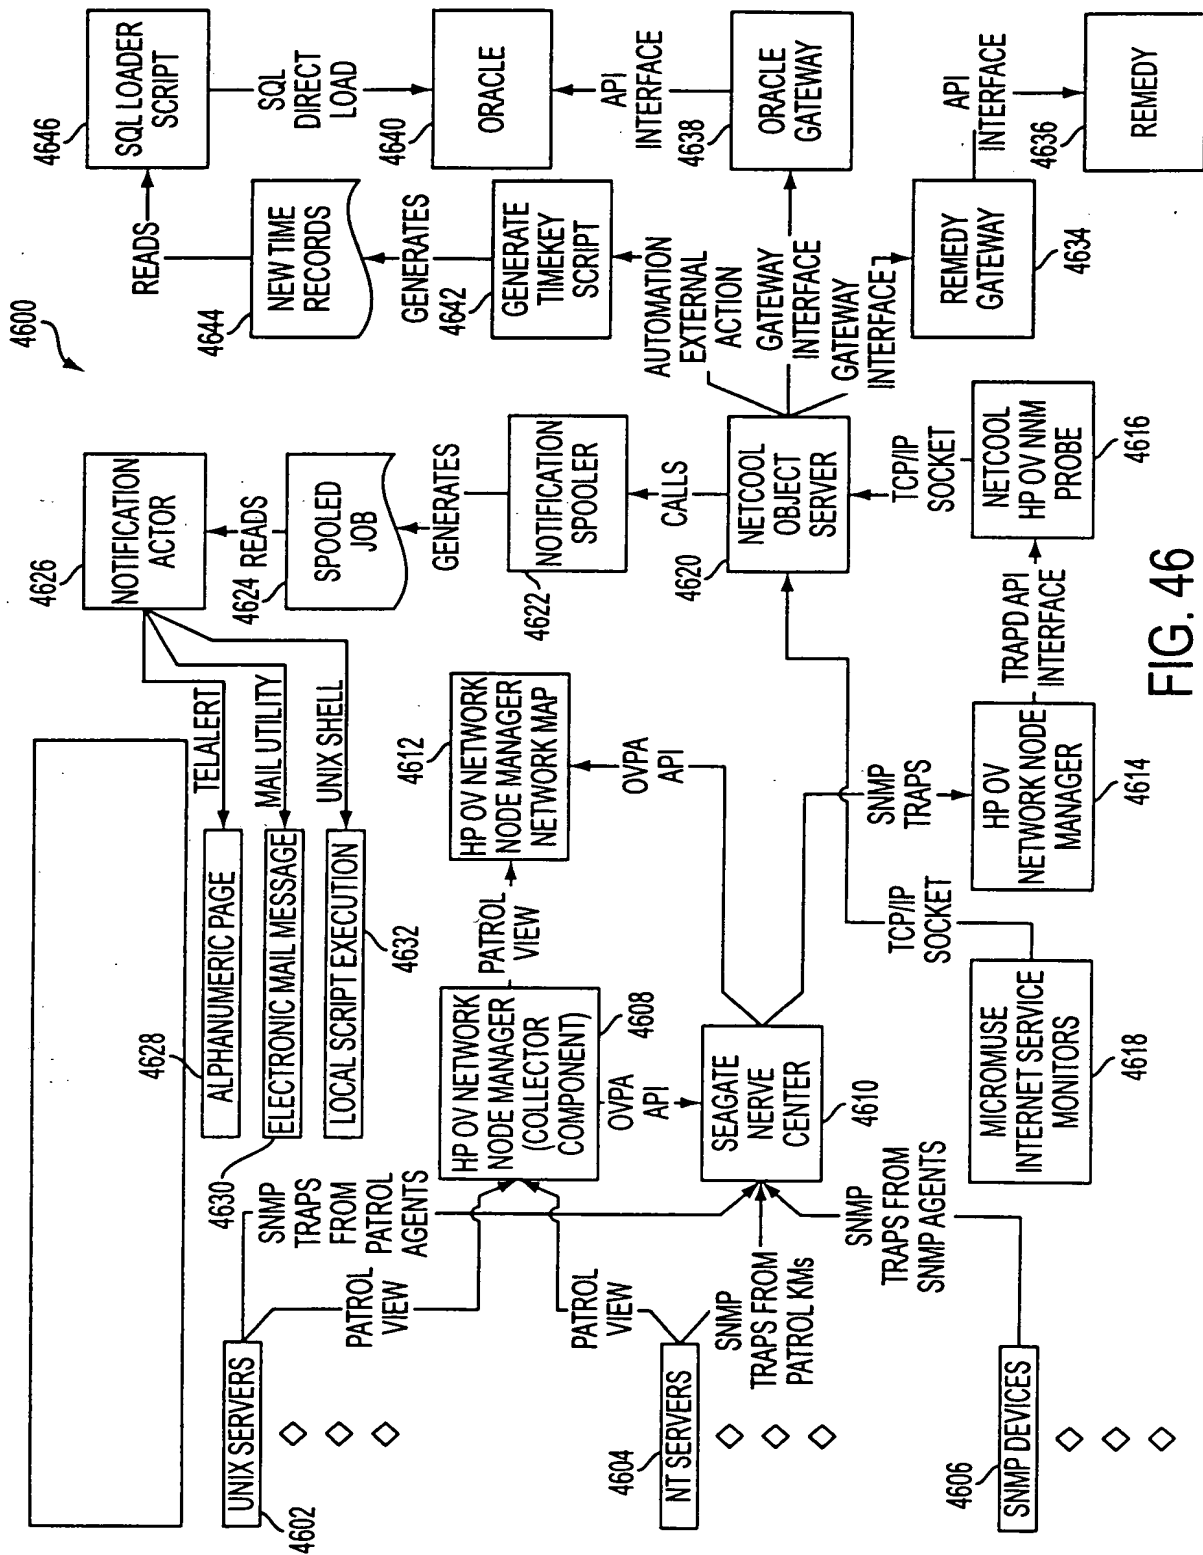 4600
UNIX SERVERS
4602
NT SERVERS
4604
SNMP DEVICES
4606
SNMP
TRAPS
FROM
PATROL
AGENTS
PATROL
VIEW
PATROL
VIEW
SNMP
TRAPS FROM
PATROL KMs
SNMP
TRAPS FROM
SNMP AGENTS
ALPHANUMERIC PAGE
4628
ELECTRONIC MAIL MESSAGE
4630
LOCAL SCRIPT EXECUTION
4632
TELALERT
MAIL UTILITY
UNIX SHELL
HP OV NETWORK
NODE MANAGER
(COLLECTOR
COMPONENT)
4608
OVPA
API
SEAGATE
NERVE
CENTER
4610
MICROMUSE
INTERNET SERVICE
MONITORS
4618
PATROL
VIEW
HP OV NETWORK
NODE MANAGER
NETWORK MAP
4612
OVPA
API
SNMP
TRAPS
TCP/IP
SOCKET
HP OV
NETWORK NODE
MANAGER
4614
TRAPD API
INTERFACE
NOTIFICATION
ACTOR
4626
READS
SPOOLED
JOB
4624
GENERATES
NOTIFICATION
SPOOLER
4622
CALLS
NETCOOL
OBJECT
SERVER
4620
TCP/IP
SOCKET
NETCOOL
HP OV NNM
PROBE
4616
AUTOMATION
EXTERNAL
ACTION
GATEWAY
INTERFACE
GATEWAY
INTERFACE
READS
NEW TIME
RECORDS
4644
GENERATES
GENERATE
TIMEKEY
SCRIPT
4642
REMEDY
GATEWAY
4634
SQL LOADER
SCRIPT
4646
SQL
DIRECT
LOAD
ORACLE
4640
API
INTERFACE
ORACLE
GATEWAY
4638
API
INTERFACE
REMEDY
4636
FIG. 46